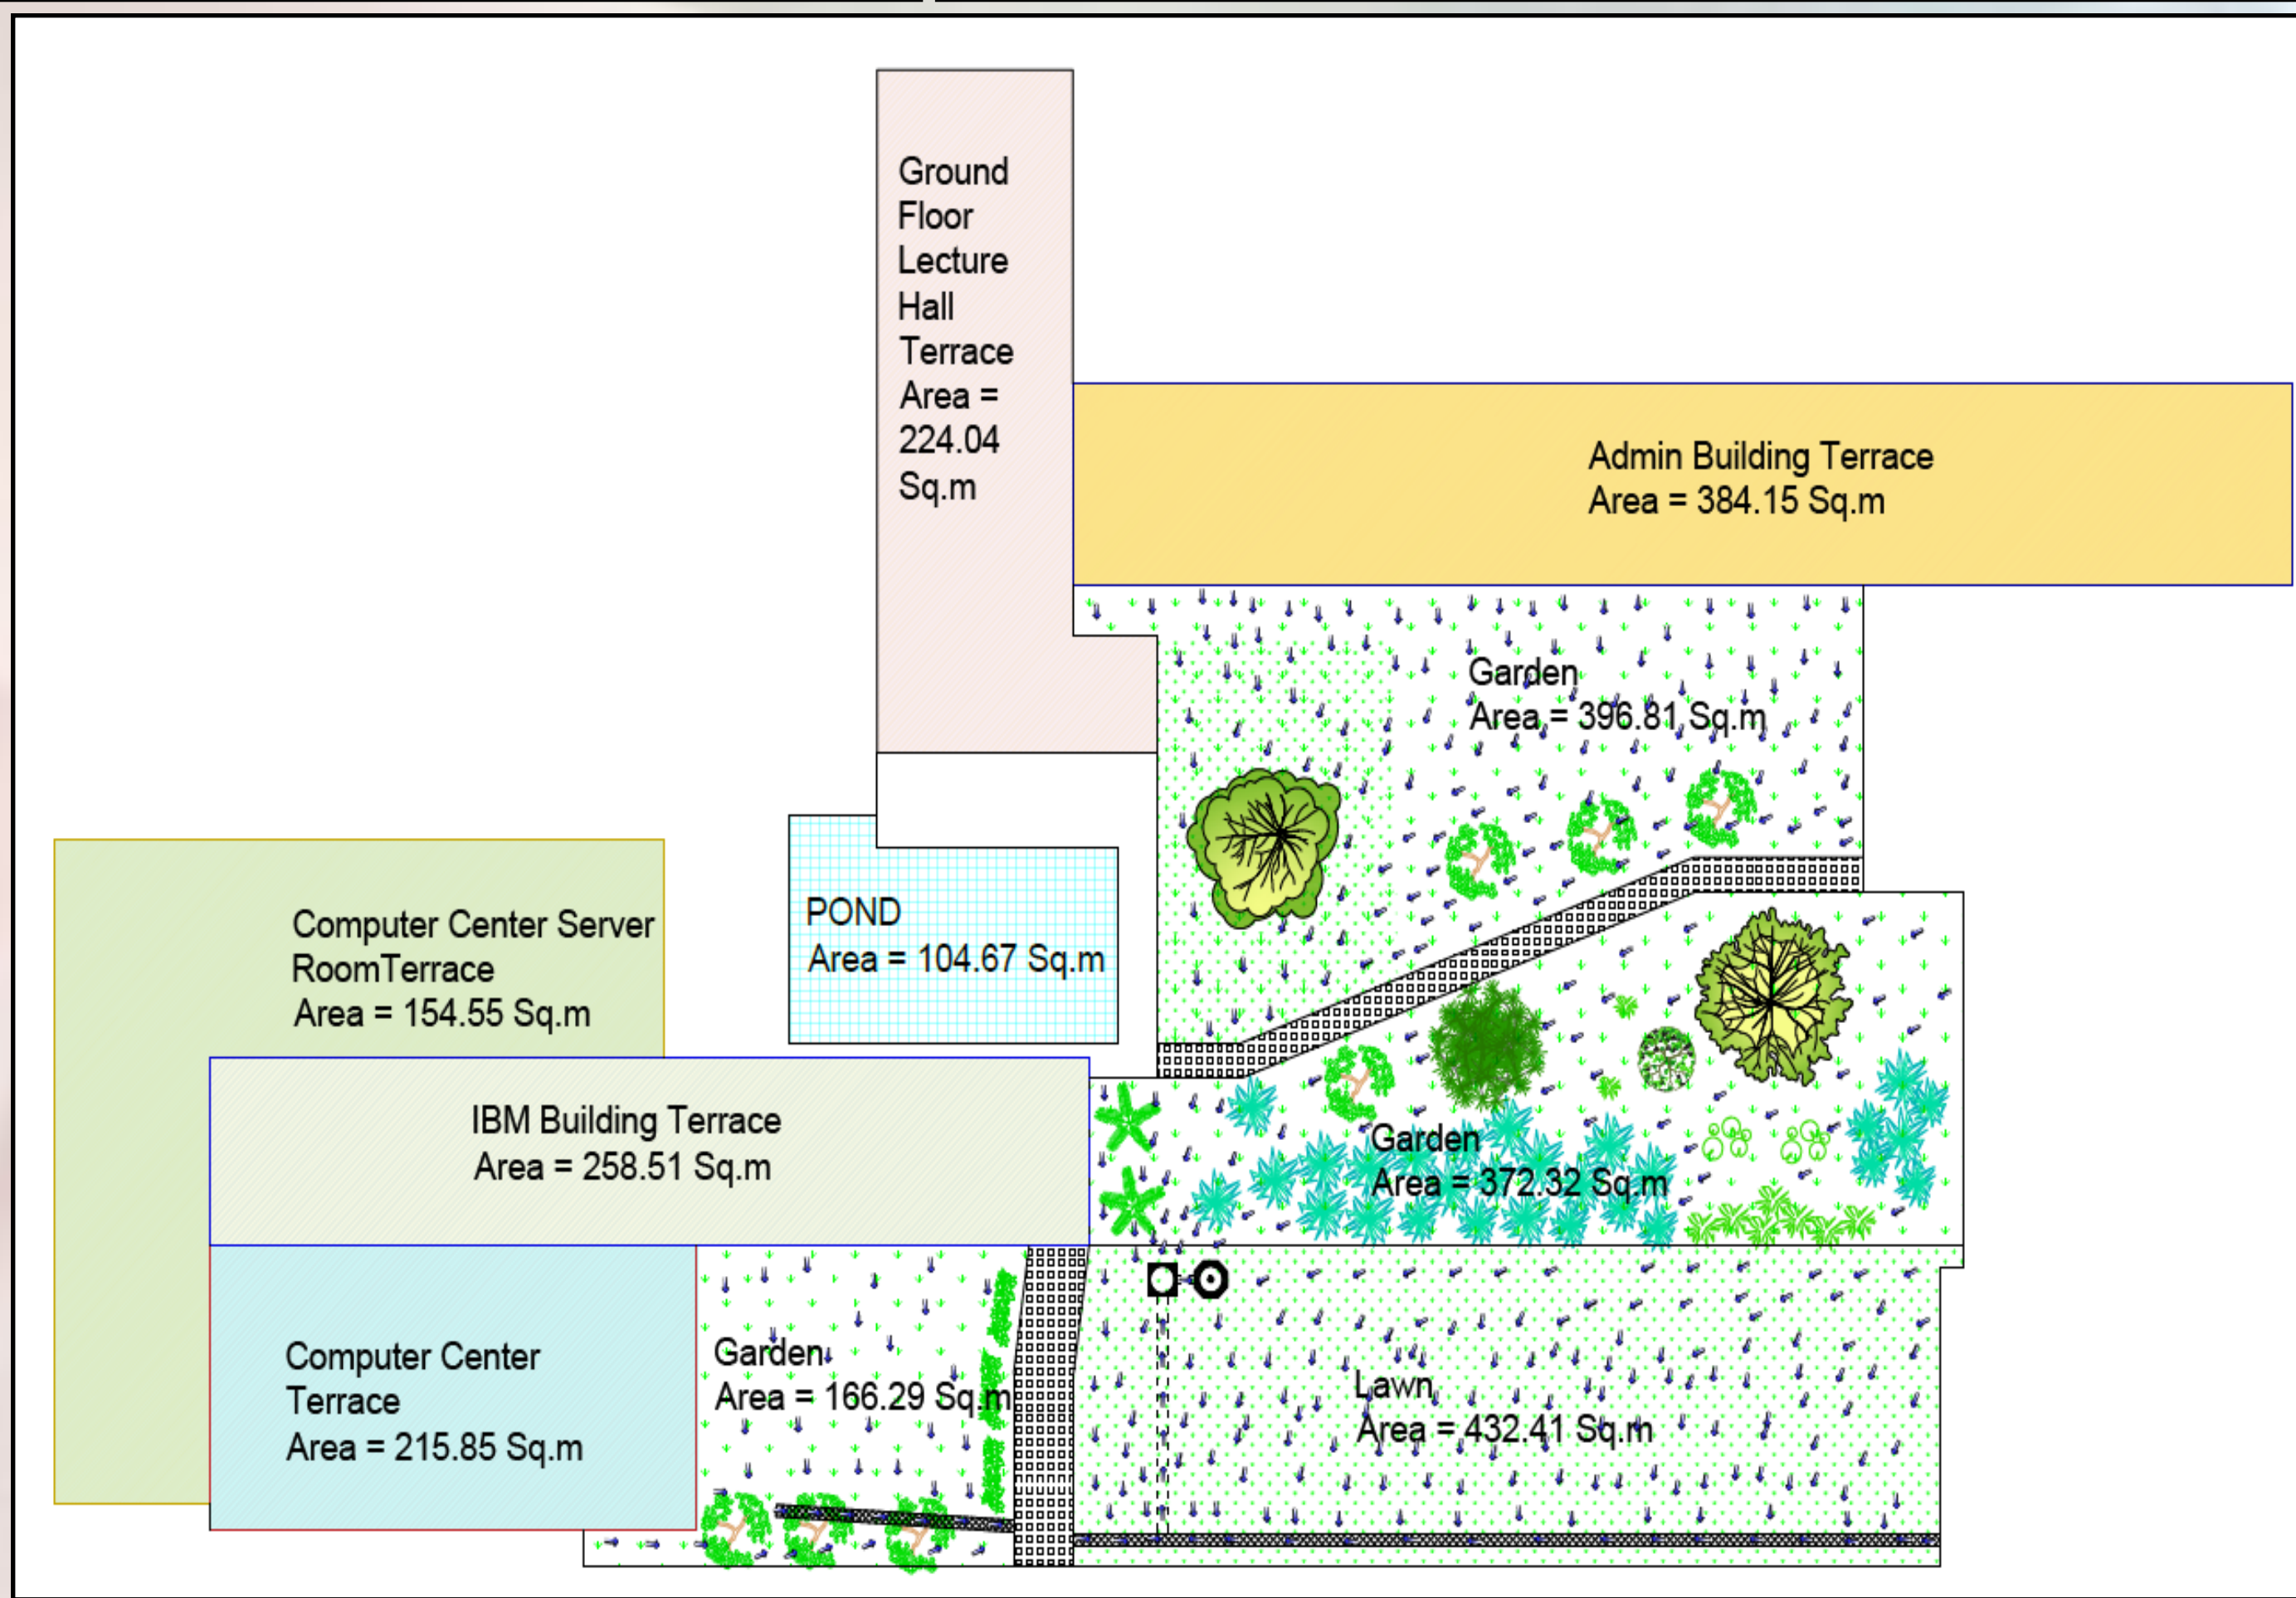 Ground
Floor
Lecture
Hall
Terrace
Area =
224.04
Sq.m
Admin Building Terrace
Area = 384.15 Sq.m
Garden
Area = 396.81 Sq.m
POND
Area = 104.67 Sq.m
Computer Center Server
RoomTerrace
Area = 154.55 Sq.m
IBM Building Terrace
Area = 258.51 Sq.m
Garden
Area = 372.32 Sq.m
Computer Center
Terrace
Area = 215.85 Sq.m
Garden
Area = 166.29 Sq.m
Lawn
Area = 432.41 Sq.m